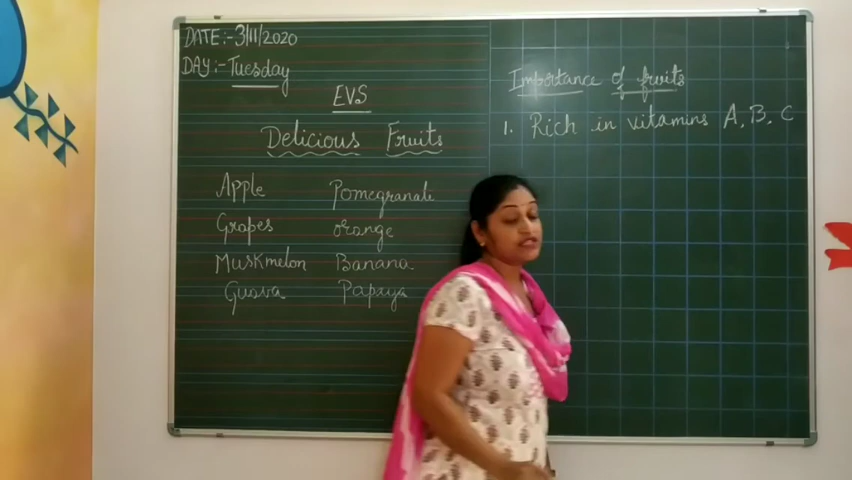 DATE:-3/11/2020
DAY:-Tuesday
EVS
Delicious Fruits
Apple Pomegranate
Grapes orange
Muskmelon Banana
Guava Papaya
Importance of fruits
1. Rich in vitamins A, B, C